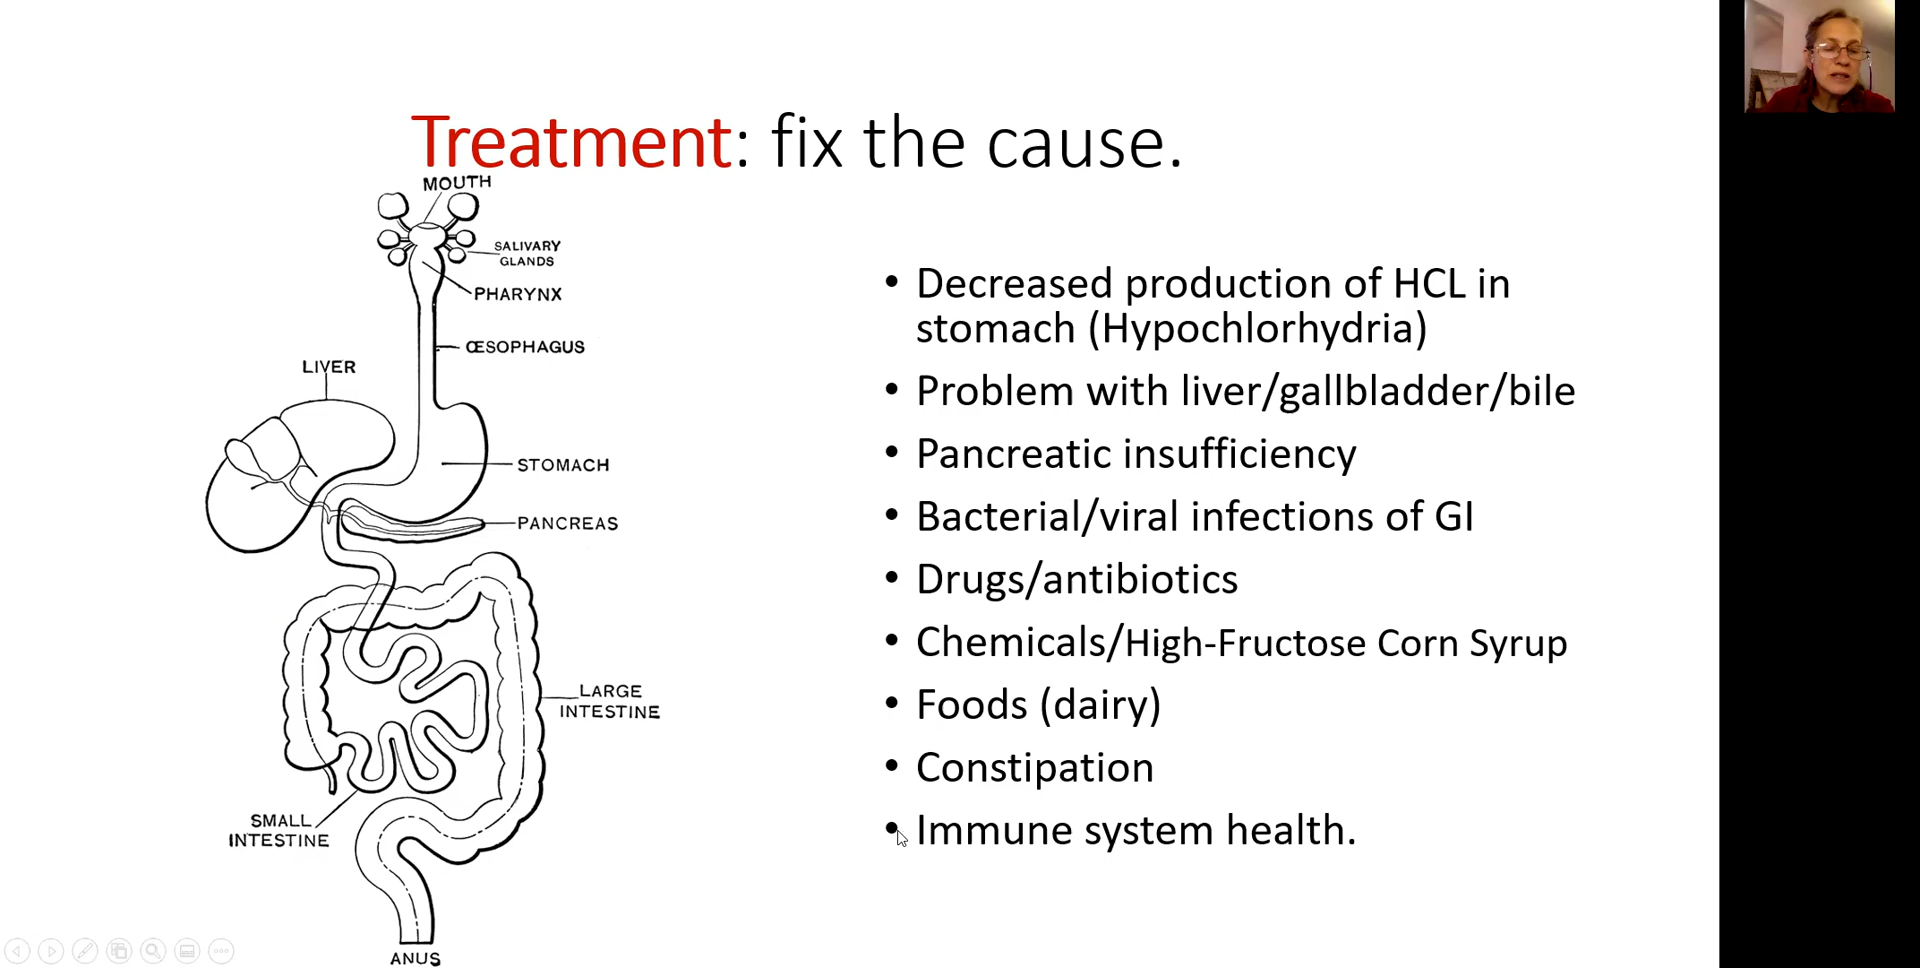 Treatment: fix the cause.
MOUTH
SALIVARY
GLANDS
PHARYNX
ŒSOPHAGUS
LIVER
STOMACH
PANCREAS
LARGE
INTESTINE
SMALL
INTESTINE
ANUS
• Decreased production of HCL in
stomach (Hypochlorhydria)
• Problem with liver/gallbladder/bile
• Pancreatic insufficiency
• Bacterial/viral infections of GI
• Drugs/antibiotics
• Chemicals/High-Fructose Corn Syrup
• Foods (dairy)
• Constipation
• Immune system health.